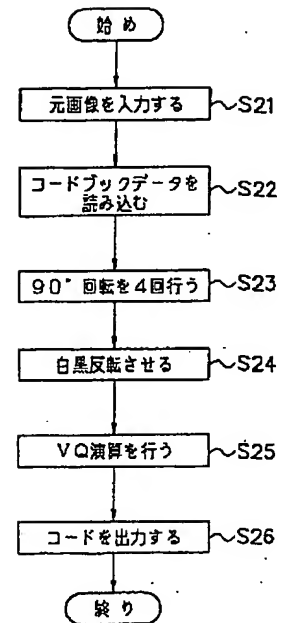 始め
元画像を入力する S21
コードブックデータを
読み込む S22
90°回転を4回行う S23
白黒反転させる S24
VQ演算を行う S25
コードを出力する S26
終り